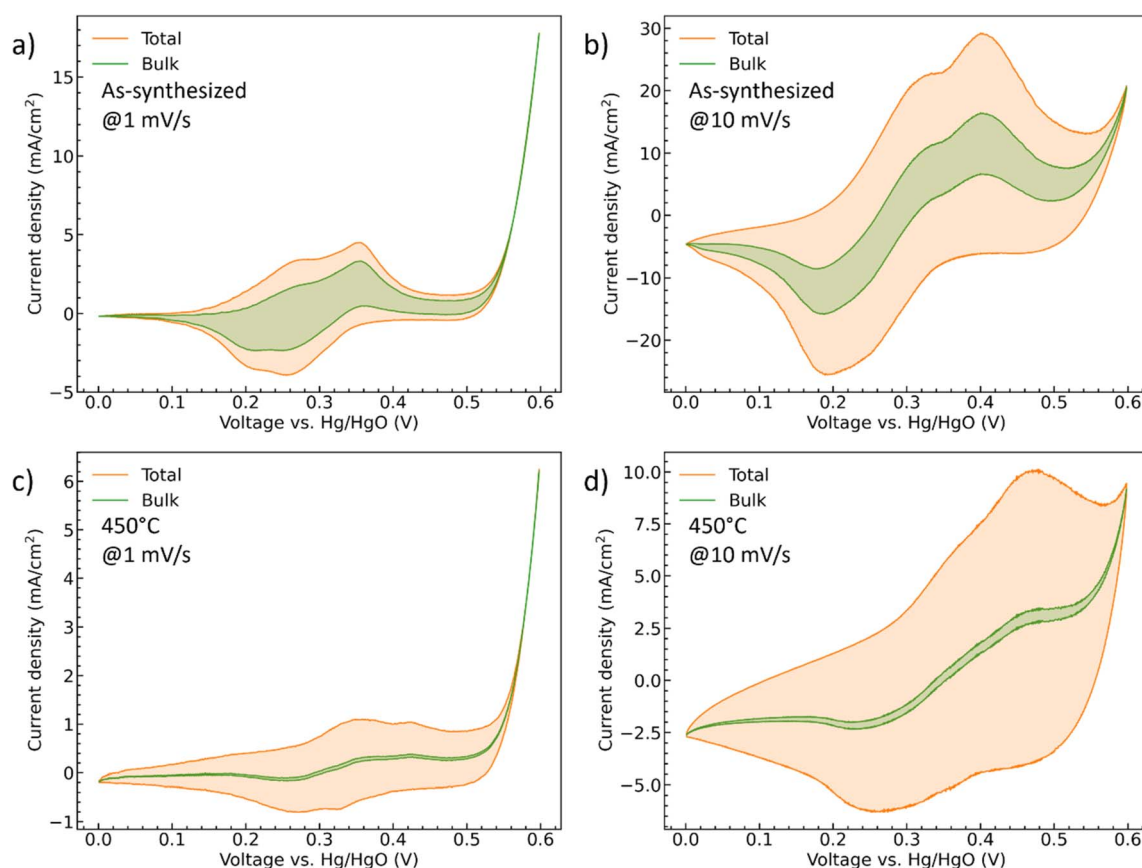 a)
Total
Bulk
As-synthesized
@1 mV/s
Current density (mA/cm²)
15
10
5
0
−5
0.0 0.1 0.2 0.3 0.4 0.5 0.6
Voltage vs. Hg/HgO (V)
b)
Total
Bulk
As-synthesized
@10 mV/s
Current density (mA/cm²)
30
20
10
0
−10
−20
0.0 0.1 0.2 0.3 0.4 0.5 0.6
Voltage vs. Hg/HgO (V)
c)
Total
Bulk
450°C
@1 mV/s
Current density (mA/cm²)
6
5
4
3
2
1
0
−1
0.0 0.1 0.2 0.3 0.4 0.5 0.6
Voltage vs. Hg/HgO (V)
d)
Total
Bulk
450°C
@10 mV/s
Current density (mA/cm²)
10.0
7.5
5.0
2.5
0.0
−2.5
−5.0
0.0 0.1 0.2 0.3 0.4 0.5 0.6
Voltage vs. Hg/HgO (V)